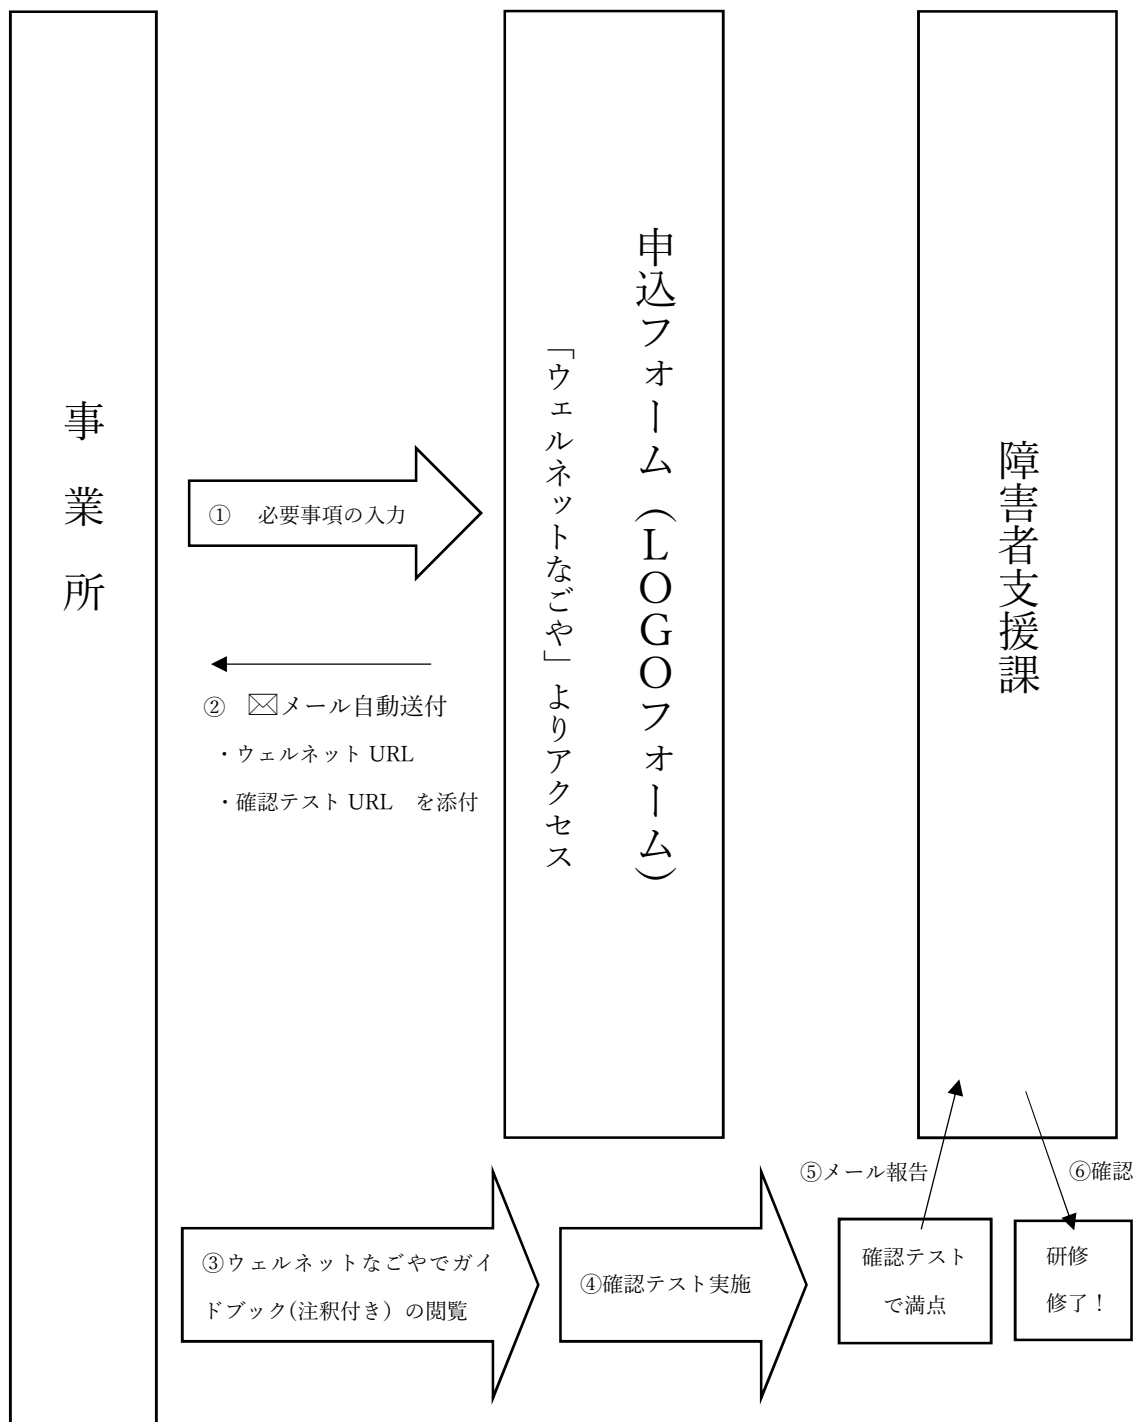 事業所
① 必要事項の入力
② ✉メール自動送付
・ウェルネット URL
・確認テスト URL を添付
申込フォーム(LOGOフォーム)
「ウェルネットなごや」よりアクセス
障害者支援課
③ウェルネットなごやでガイ
ドブック(注釈付き）の閲覧
④確認テスト実施
⑤メール報告
⑥確認
確認テスト
で満点
研修
修了！